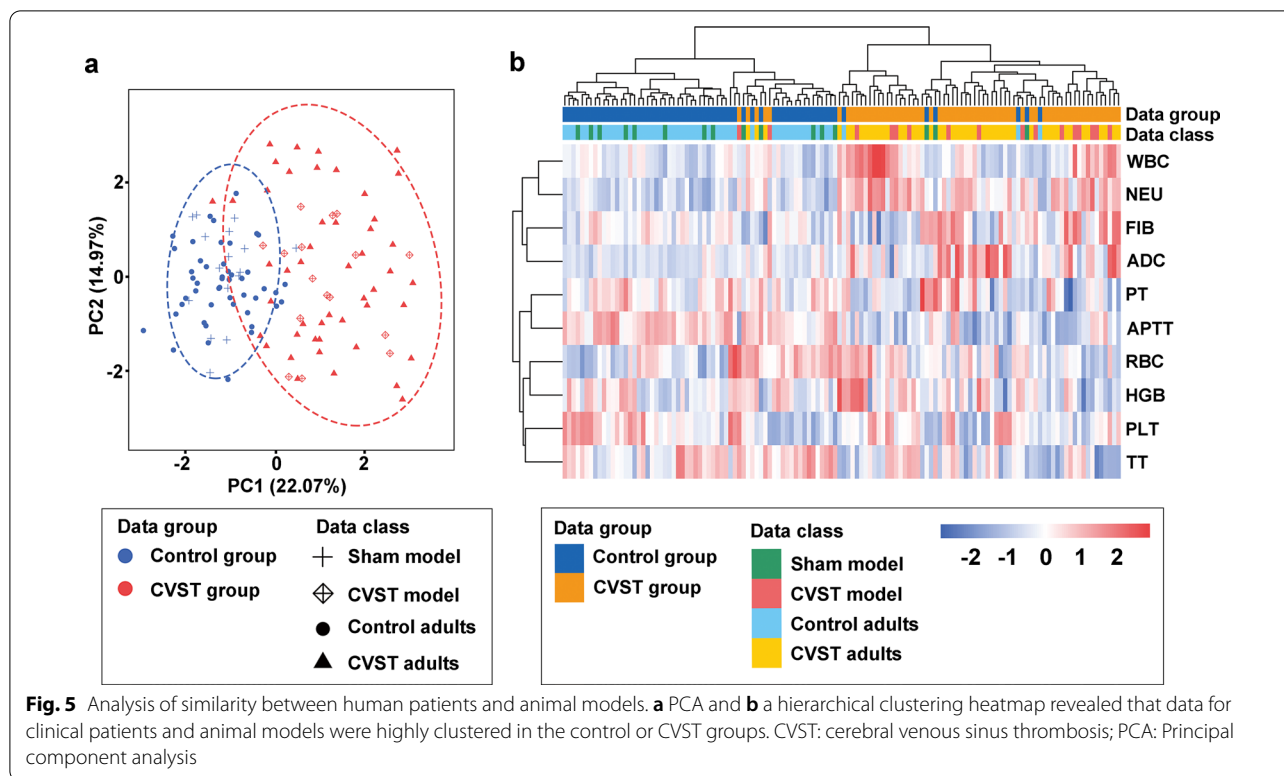 a
2
0
-2
PC2 (14.97%)
-2 0 2
PC1 (22.07%)
Data group
Control group
CVST group
Data class
Sham model
CVST model
Control adults
CVST adults
b
Data group
Data class
WBC
NEU
FIB
ADC
PT
APTT
RBC
HGB
PLT
TT
Data group
Control group
CVST group
Data class
Sham model
CVST model
Control adults
CVST adults
-2 -1 0 1 2
Fig. 5 Analysis of similarity between human patients and animal models. a PCA and b a hierarchical clustering heatmap revealed that data for
clinical patients and animal models were highly clustered in the control or CVST groups. CVST: cerebral venous sinus thrombosis; PCA: Principal
component analysis